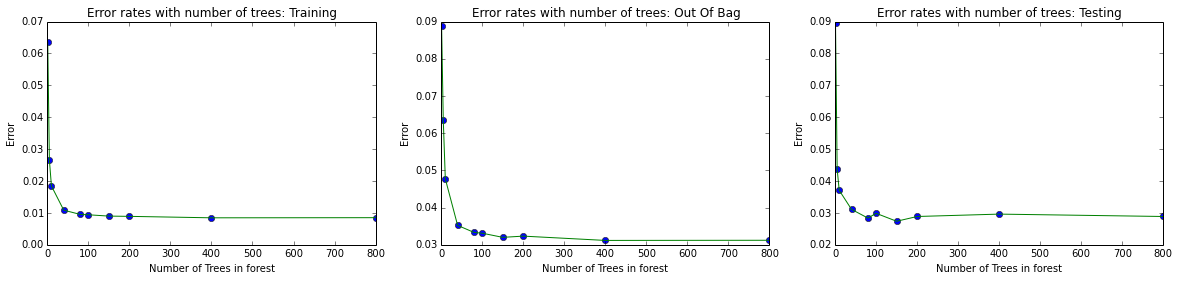 Error rates with number of trees: Training
Error rates with number of trees: Out Of Bag
Error rates with number of trees: Testing
0.07
0.06
0.05
0.04
0.03
0.02
0.01
0.00
Error
0 100 200 300 400 500 600 700 800
Number of Trees in forest
0.09
0.08
0.07
0.06
0.05
0.04
0.03
Error
0 100 200 300 400 500 600 700 800
Number of Trees in forest
0.09
0.08
0.07
0.06
0.05
0.04
0.03
0.02
Error
0 100 200 300 400 500 600 700 800
Number of Trees in forest